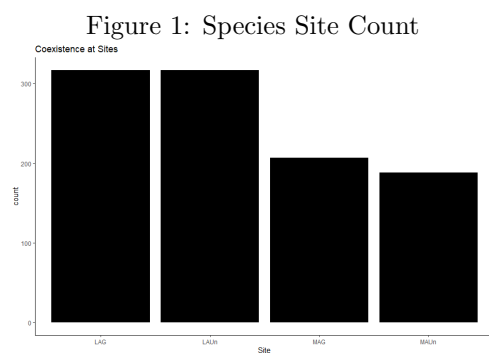 Figure 1: Species Site Count
Coexistence at Sites
300
200
100
0
count
LAG LAUn MAG MAUn
Site